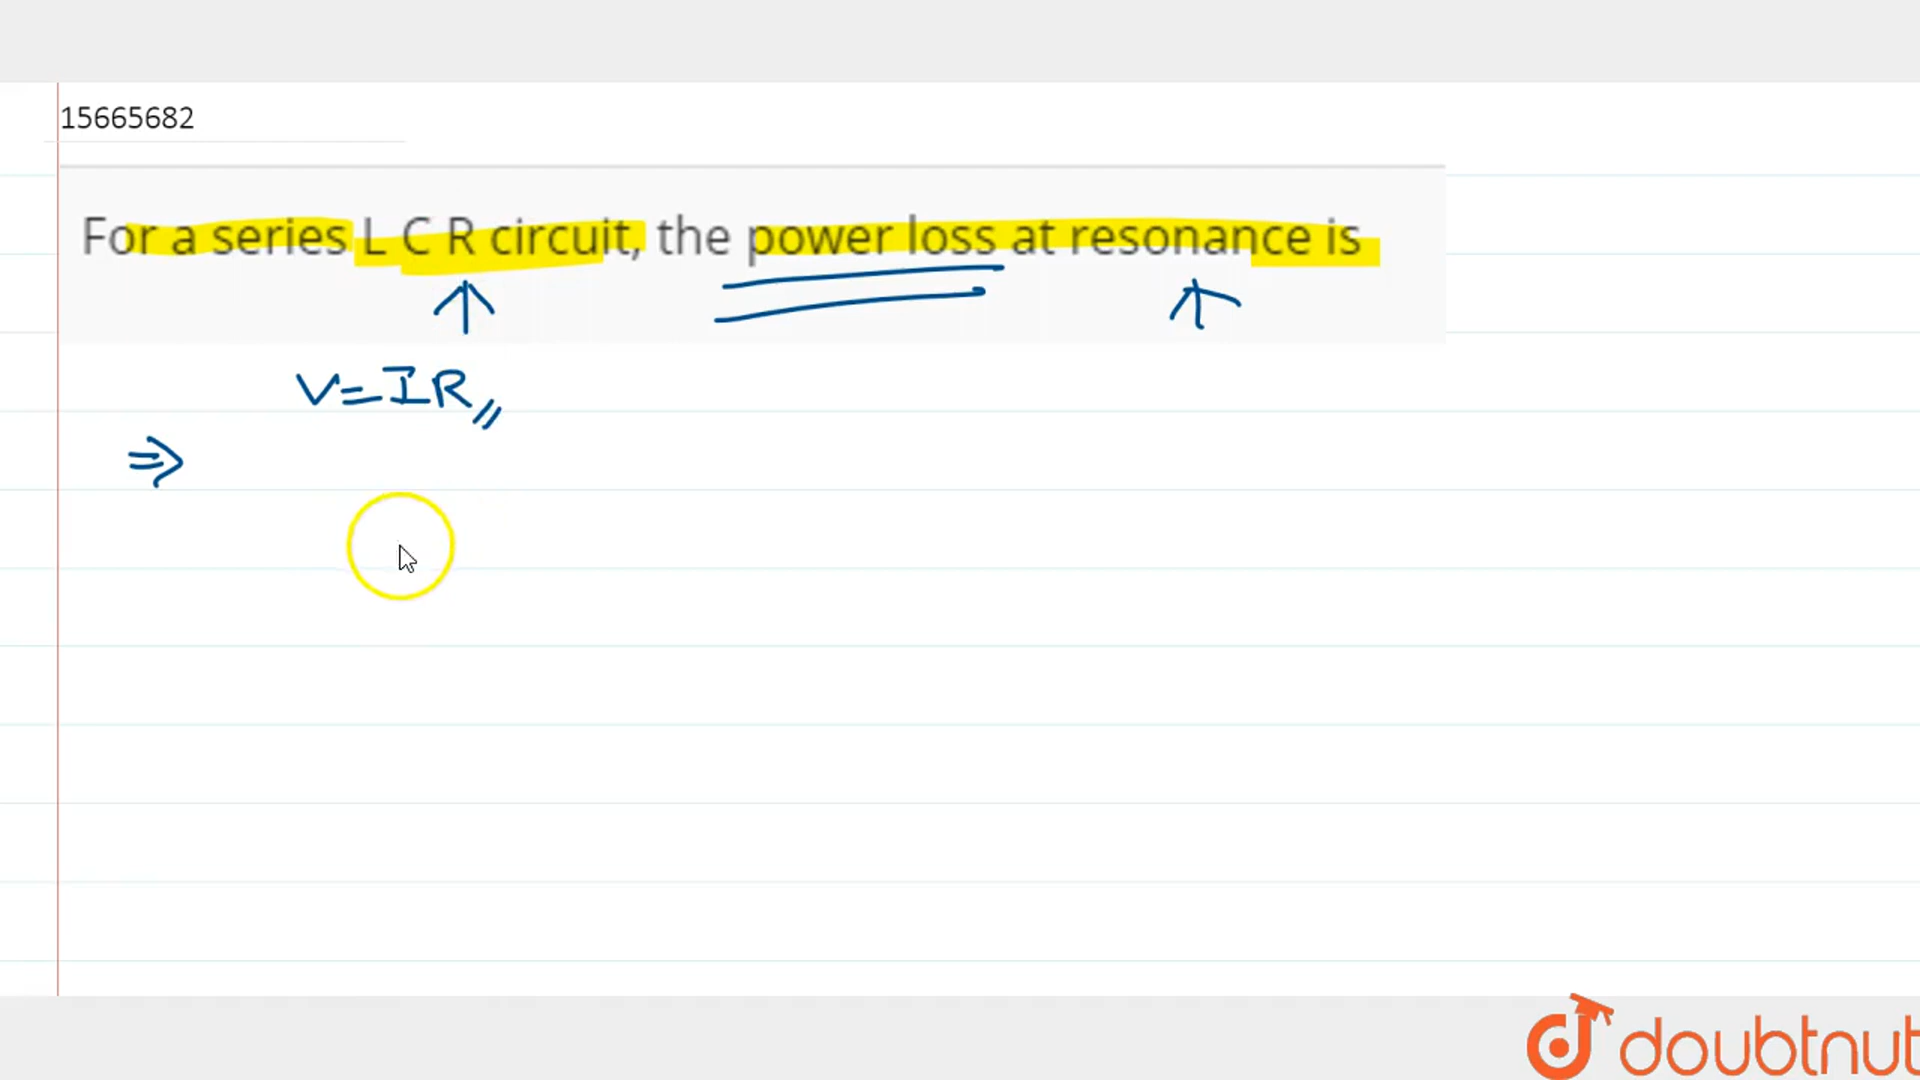 15665682
For a series L C R circuit, the power loss at resonance is
V=IR
⇒
doubtnut